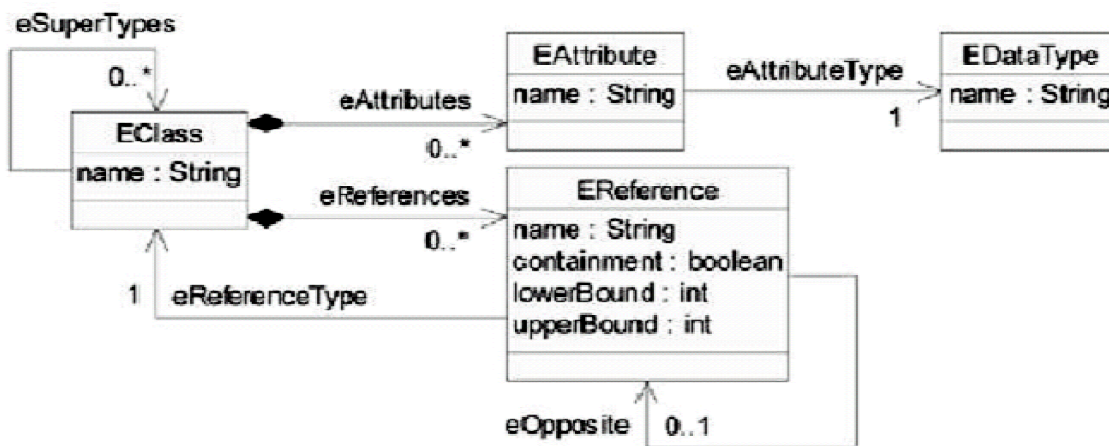 eSuperTypes
0..*
EClass
name : String
eAttributes
0..*
EAttribute
name : String
eAttributeType
1
EDataType
name : String
eReferences
0..*
EReference
name : String
containment : boolean
lowerBound : int
upperBound : int
1
eReferenceType
eOpposite
0..1